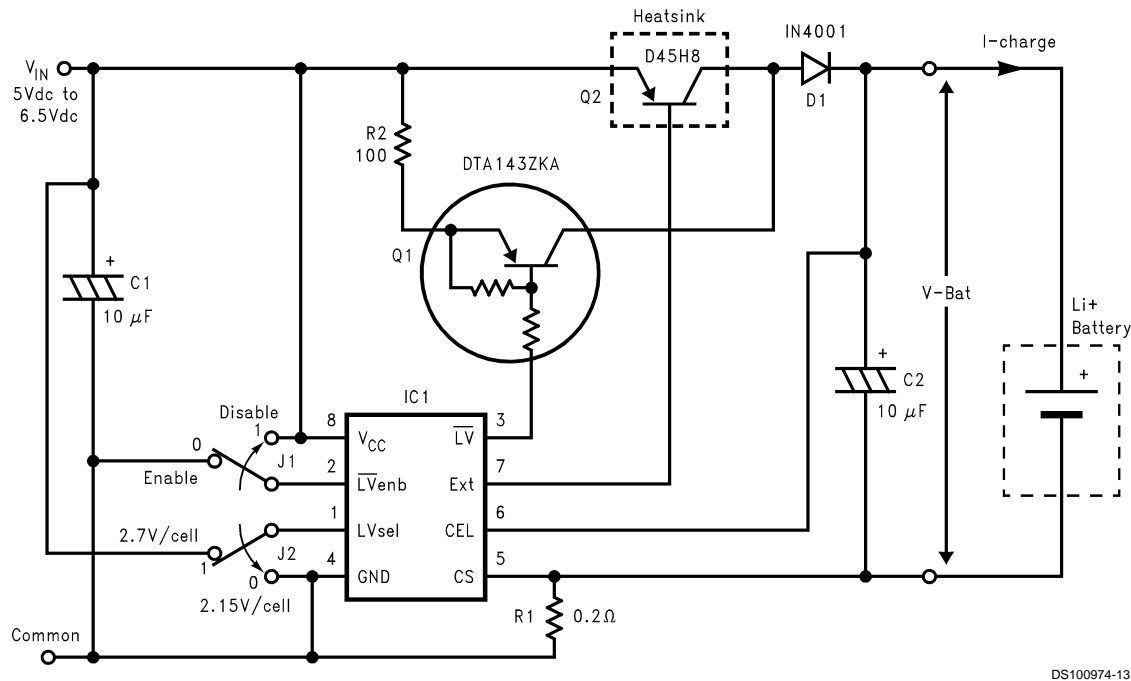 Heatsink
IN4001
I-charge
VIN
5Vdc to
6.5Vdc
D45H8
Q2
D1
R2
100
DTA143ZKA
Q1
+
C1
10 μF
V-Bat
Li+
Battery
+
+
C2
10 μF
IC1
Disable
1
0
J1
Enable
8
VCC
LV
3
2
LVenb
Ext
7
2.7V/cell
1
LVsel
CEL
6
1
J2
0
4
GND
CS
5
2.15V/cell
R1
0.2Ω
Common
DS100974-13